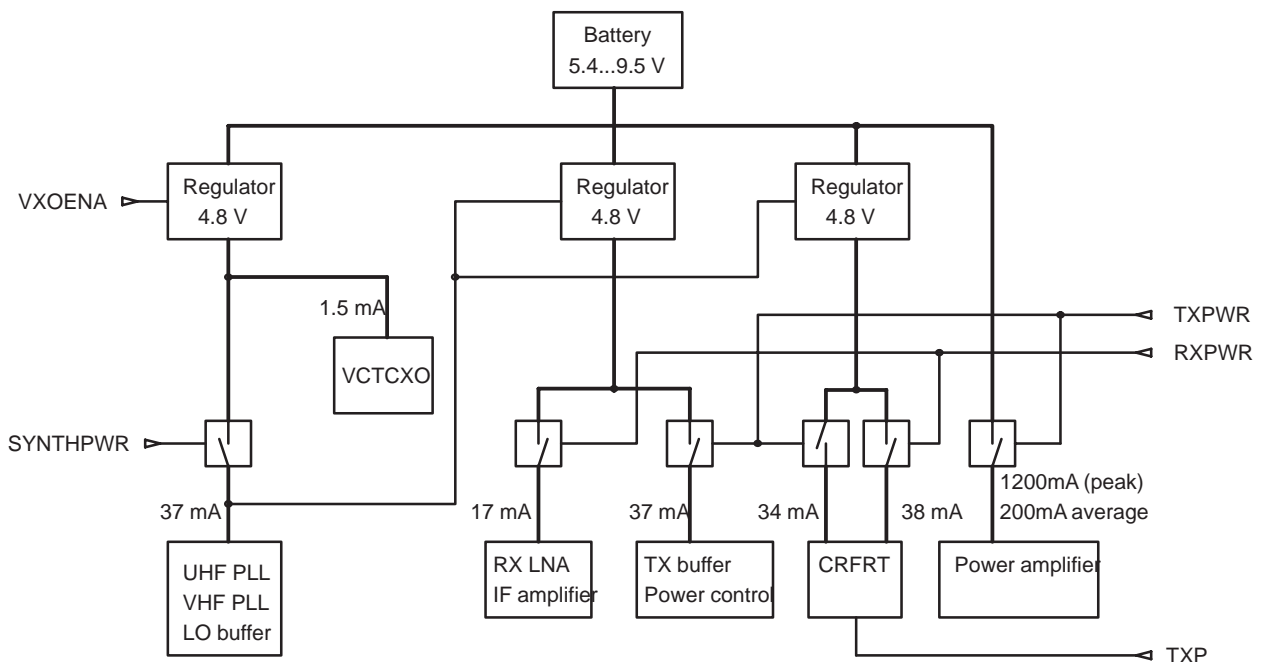 Battery
5.4...9.5 V
Regulator
4.8 V
Regulator
4.8 V
Regulator
4.8 V
VXOENA
1.5 mA
VCTCXO
TXPWR
RXPWR
SYNTHPWR
37 mA
17 mA
37 mA
34 mA
38 mA
1200mA (peak)
200mA average
UHF PLL
VHF PLL
LO buffer
RX LNA
IF amplifier
TX buffer
Power control
CRFRT
Power amplifier
TXP